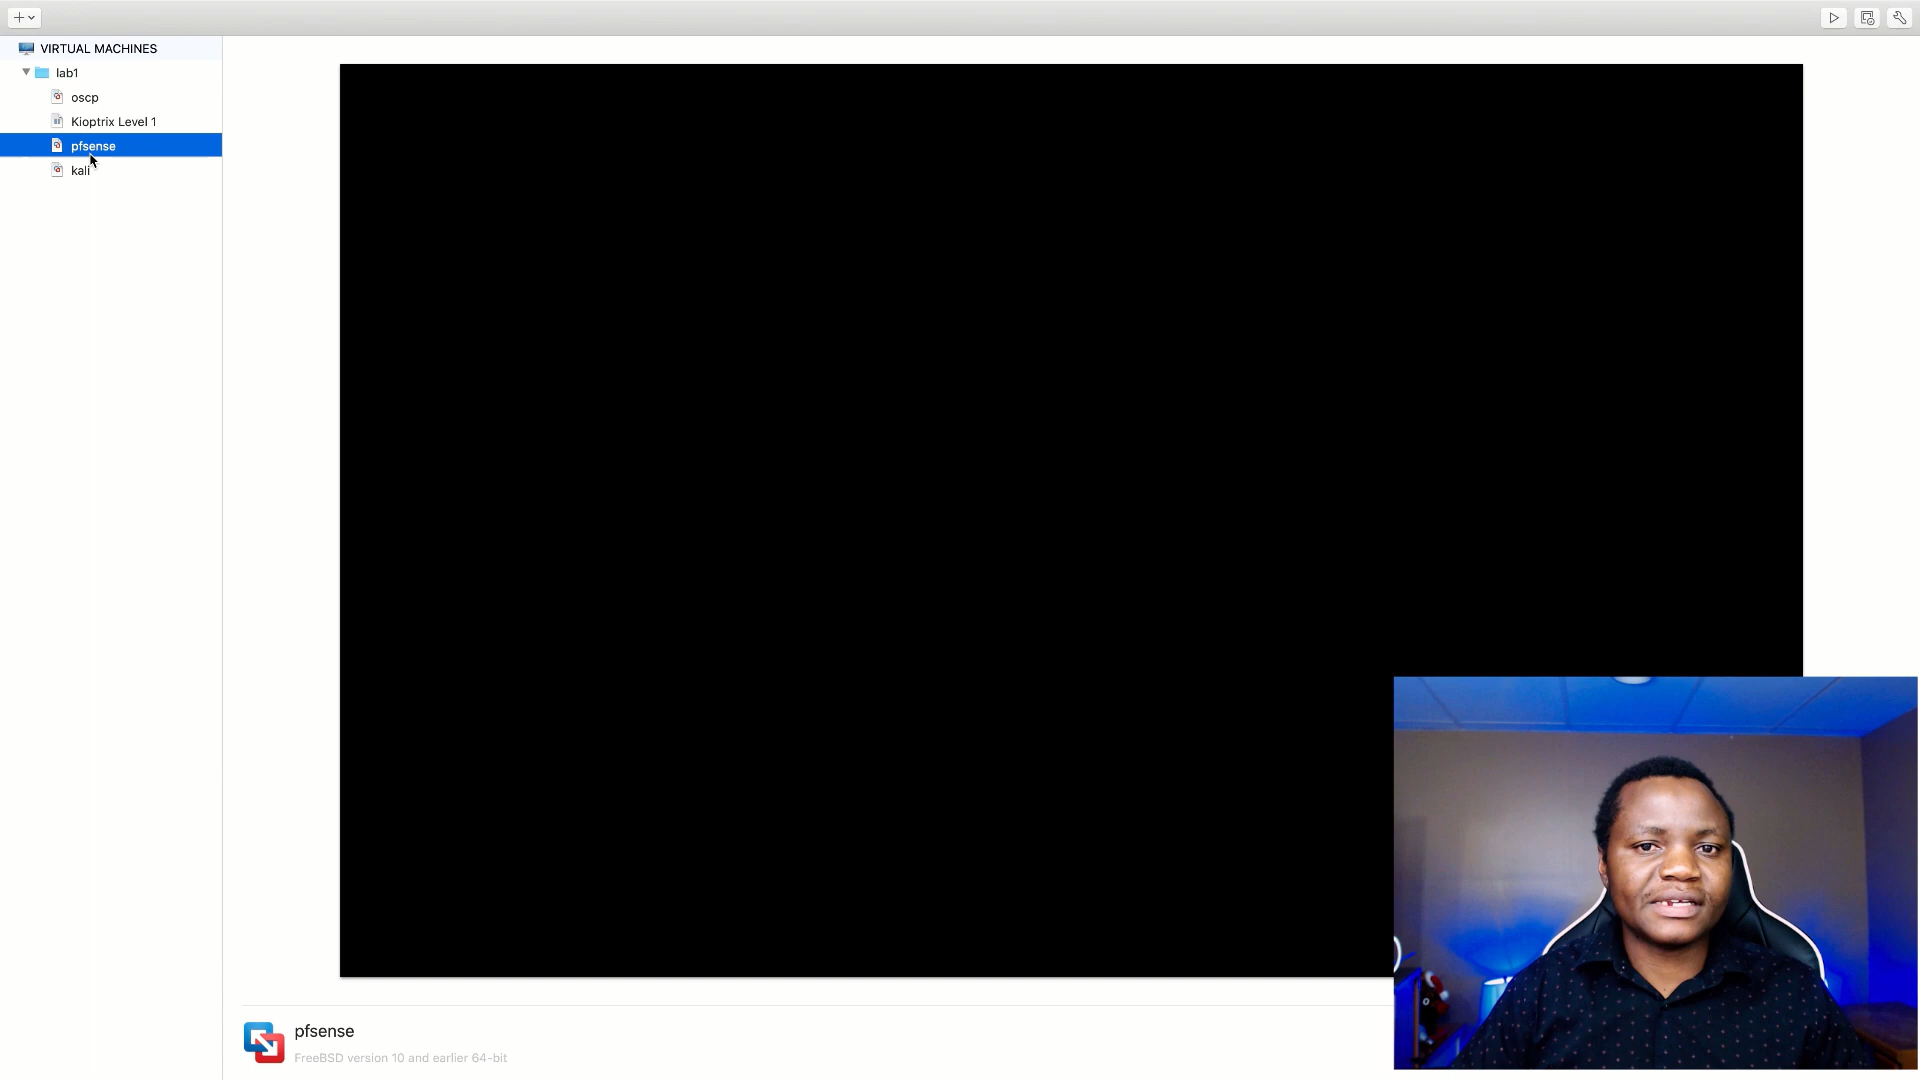 VIRTUAL MACHINES
lab1
oscp
Kioptrix Level 1
pfsense
kali
pfsense
FreeBSD version 10 and earlier 64-bit